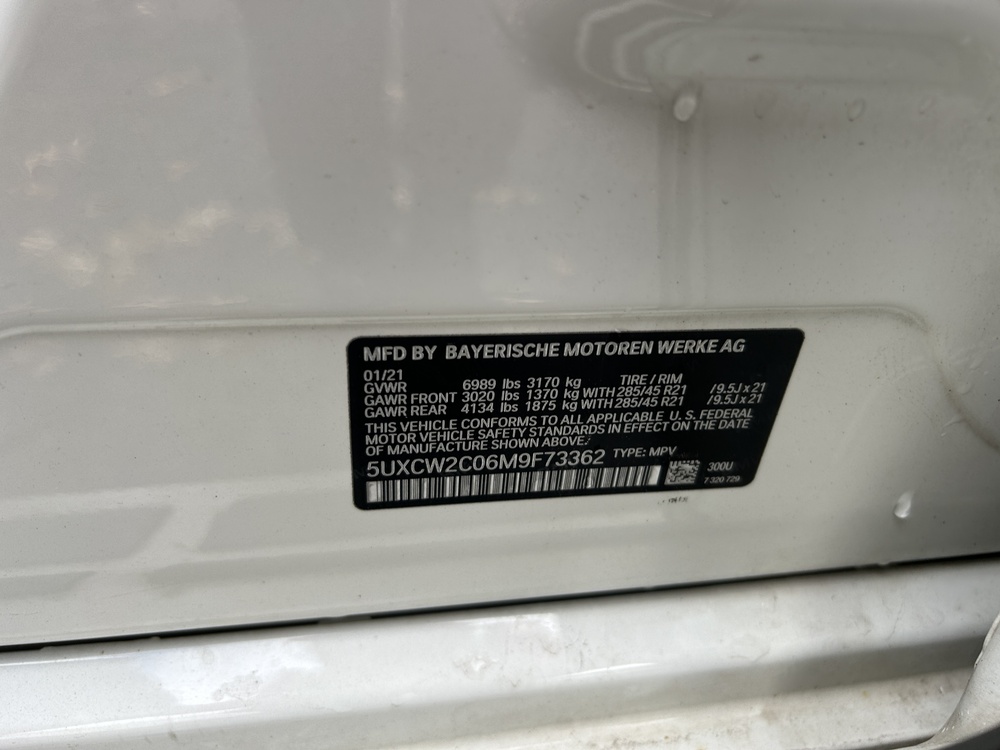 MFD BY BAYERISCHE MOTOREN WERKE AG
01/21
GVWR 6989 lbs 3170 kg TIRE / RIM
GAWR FRONT 3020 lbs 1370 kg WITH 285/45 R21 /9.5J x 21
GAWR REAR 4134 lbs 1875 kg WITH 285/45 R21 /9.5J x 21
THIS VEHICLE CONFORMS TO ALL APPLICABLE U. S. FEDERAL
MOTOR VEHICLE SAFETY STANDARDS IN EFFECT ON THE DATE
OF MANUFACTURE SHOWN ABOVE.
5UXCW2C06M9F73362 TYPE: MPV
300U
7 320 729